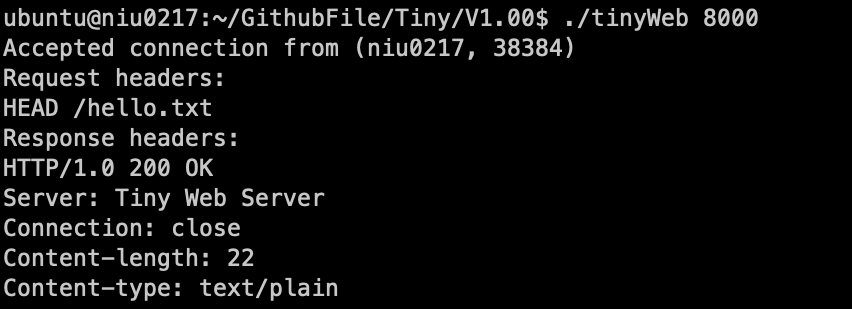 ubuntu@niu0217:~/GithubFile/Tiny/V1.00$ ./tinyWeb 8000
Accepted connection from (niu0217, 38384)
Request headers:
HEAD /hello.txt
Response headers:
HTTP/1.0 200 OK
Server: Tiny Web Server
Connection: close
Content-length: 22
Content-type: text/plain